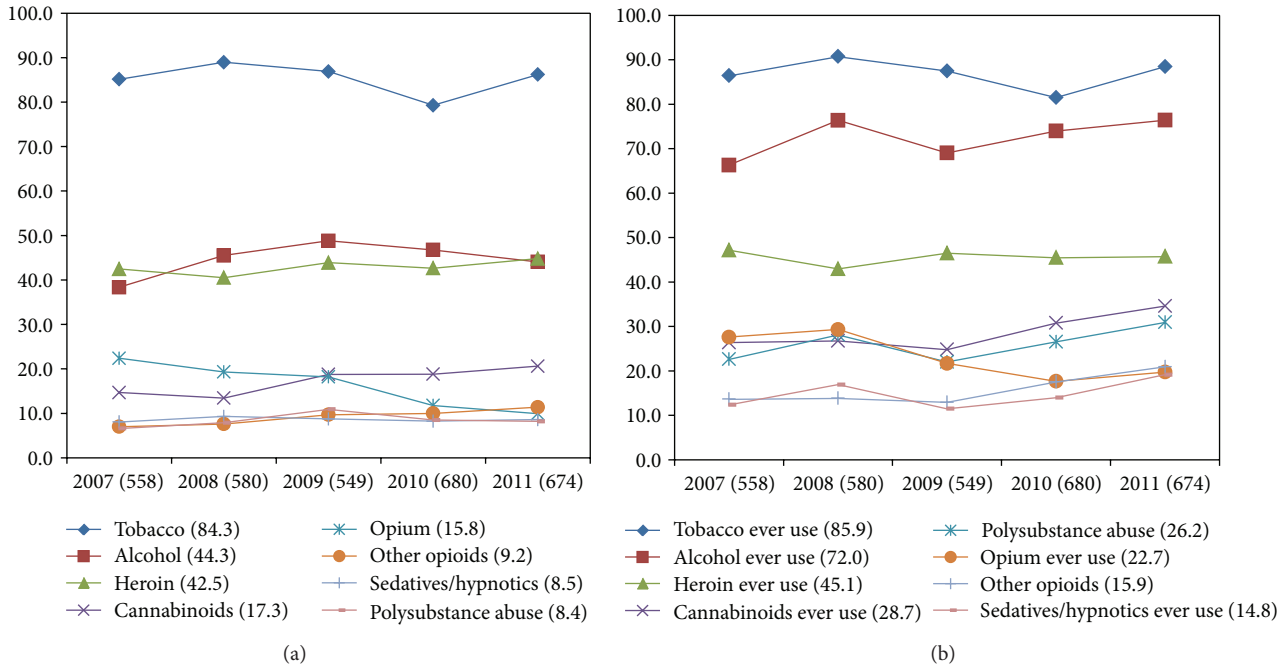 100.0
90.0
80.0
70.0
60.0
50.0
40.0
30.0
20.0
10.0
0.0
2007 (558) 2008 (580) 2009 (549) 2010 (680) 2011 (674)
Tobacco (84.3)
Alcohol (44.3)
Heroin (42.5)
Cannabinoids (17.3)
Opium (15.8)
Other opioids (9.2)
Sedatives/hypnotics (8.5)
Polysubstance abuse (8.4)
(a)
100.0
90.0
80.0
70.0
60.0
50.0
40.0
30.0
20.0
10.0
0.0
2007 (558) 2008 (580) 2009 (549) 2010 (680) 2011 (674)
Tobacco ever use (85.9)
Alcohol ever use (72.0)
Heroin ever use (45.1)
Cannabinoids ever use (28.7)
Polysubstance abuse (26.2)
Opium ever use (22.7)
Other opioids (15.9)
Sedatives/hypnotics ever use (14.8)
(b)